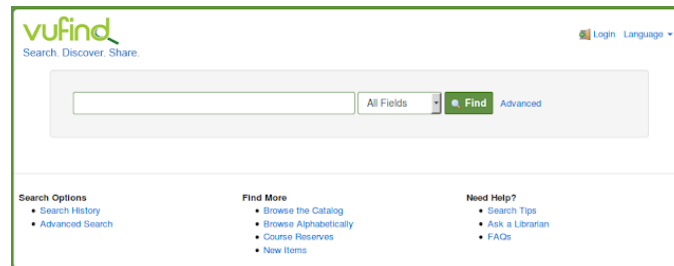 vufind
Search. Discover. Share.
Login Language
All Fields Find Advanced
Search Options
Search History
Advanced Search
Find More
Browse the Catalog
Browse Alphabetically
Course Reserves
New Items
Need Help?
Search Tips
Ask a Librarian
FAQs